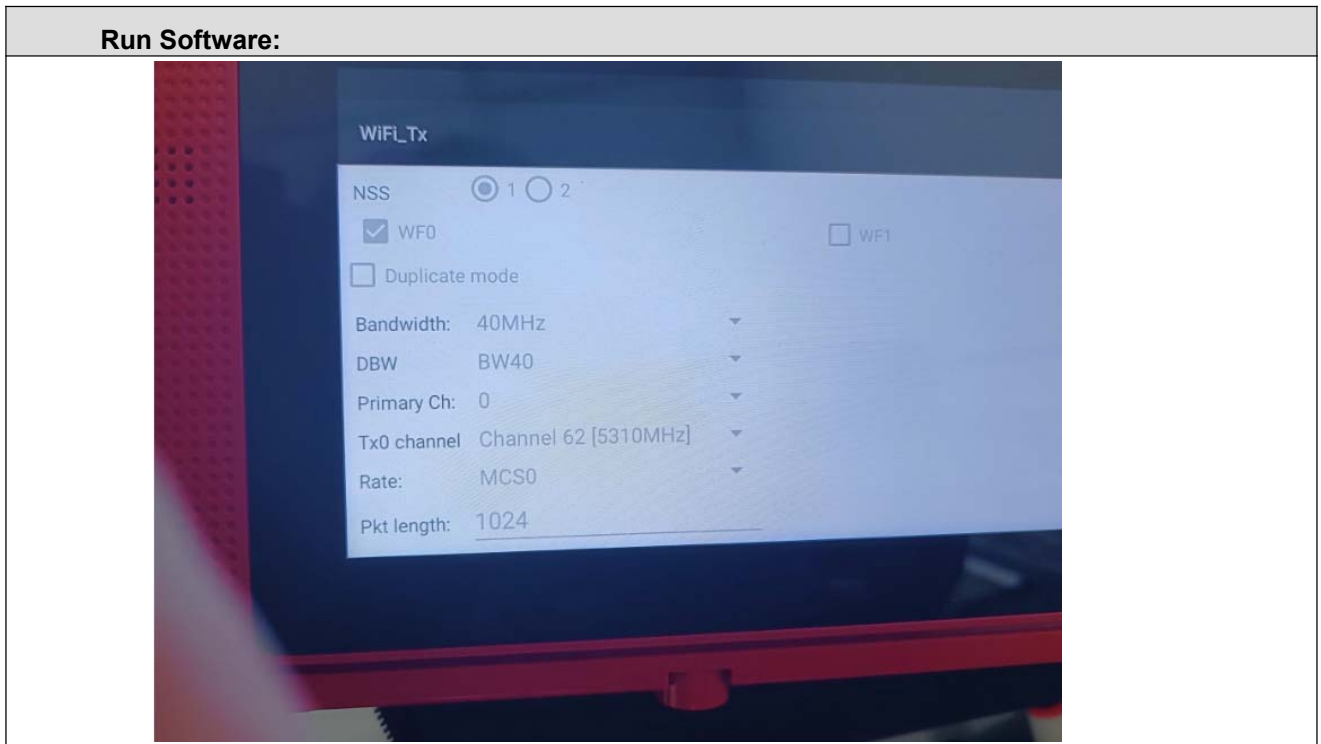 Run Software:
WiFi_Tx
NSS 1 2
WF0 WF1
Duplicate mode
Bandwidth: 40MHz
DBW BW40
Primary Ch: 0
Tx0 channel Channel 62 [5310MHz]
Rate: MCS0
Pkt length: 1024